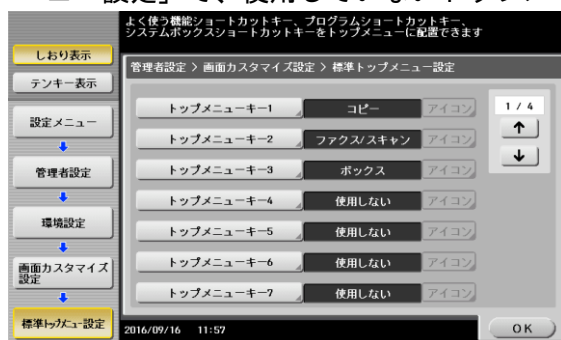 よく使う機能ショートカットキー、プログラムショートカットキー、
システムボックスショートカットキーをトップメニューに配置できます
しおり表示
テンキー表示
管理者設定 > 画面カスタマイズ設定 > 標準トップメニュー設定
設定メニュー
管理者設定
環境設定
画面カスタマイズ
設定
標準トップメニュー設定
トップメニューキー1 コピー アイコン
トップメニューキー2 ファクス/スキャン アイコン
トップメニューキー3 ボックス アイコン
トップメニューキー4 使用しない アイコン
トップメニューキー5 使用しない アイコン
トップメニューキー6 使用しない アイコン
トップメニューキー7 使用しない アイコン
1 / 4
↑
↓
2016/09/16 11:57
OK